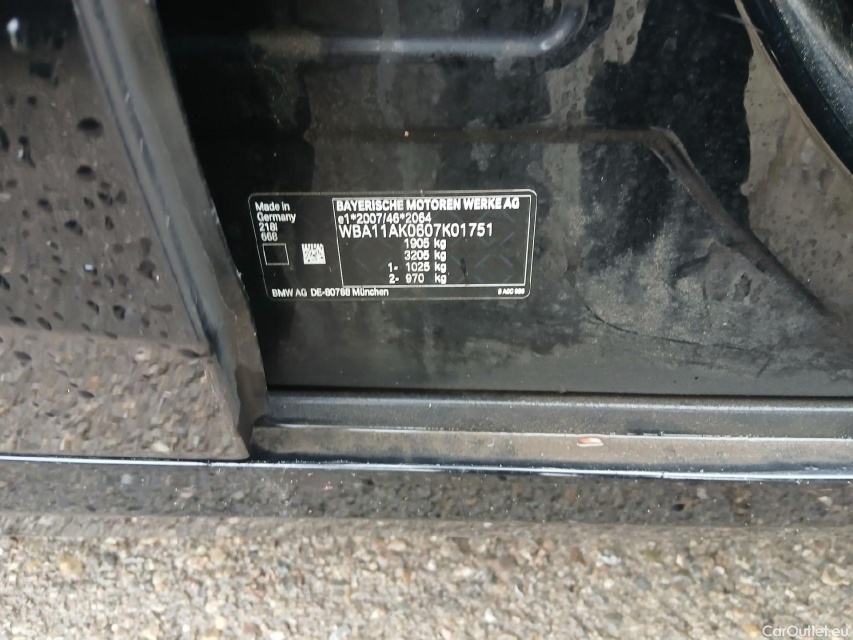 Made in
Germany
218i
668
BAYERISCHE MOTOREN WERKE AG
e1*2007/46*2064
WBA11AK0607K01751
1905 kg
3205 kg
1- 1025 kg
2- 970 kg
BMW AG DE-80788 München
CarOutlet.eu